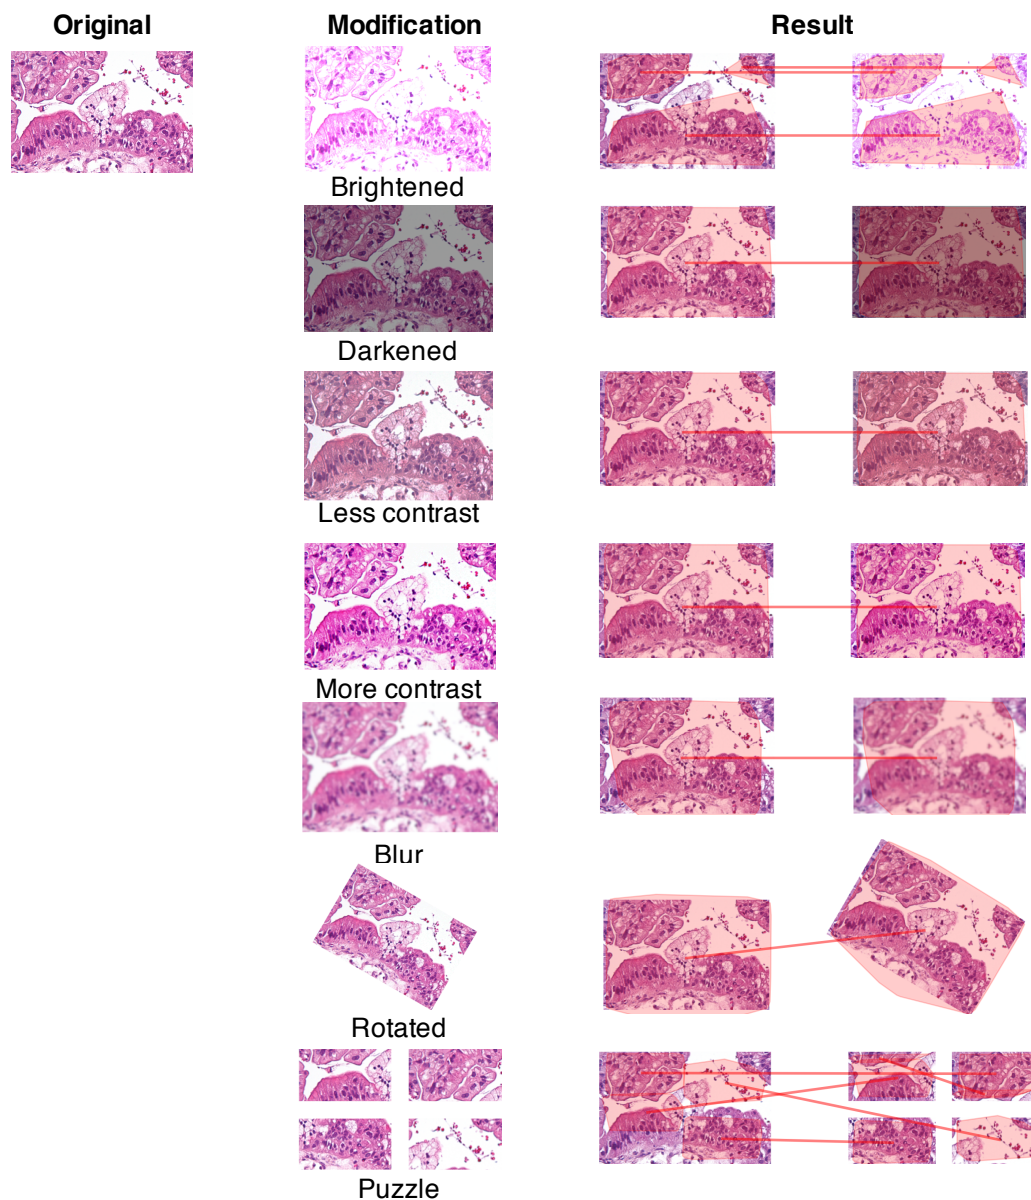 Original Modification Result
Brightened
Darkened
Less contrast
More contrast
Blur
Rotated
Puzzle